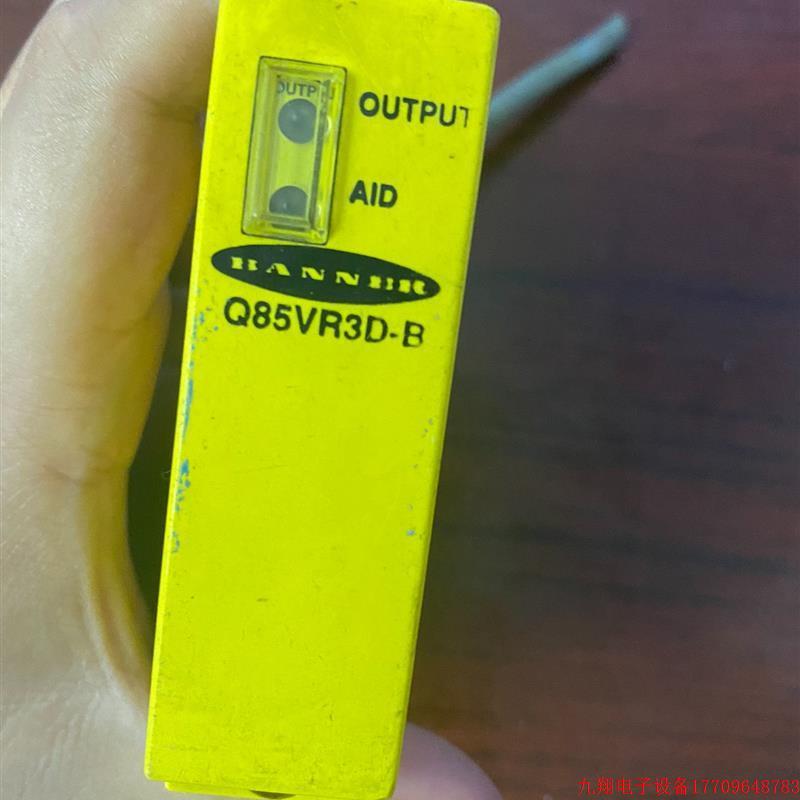 OUTPUT
OUTPUT
AID
BANNER
Q85VR3D-B
九翔电子设备17709648783